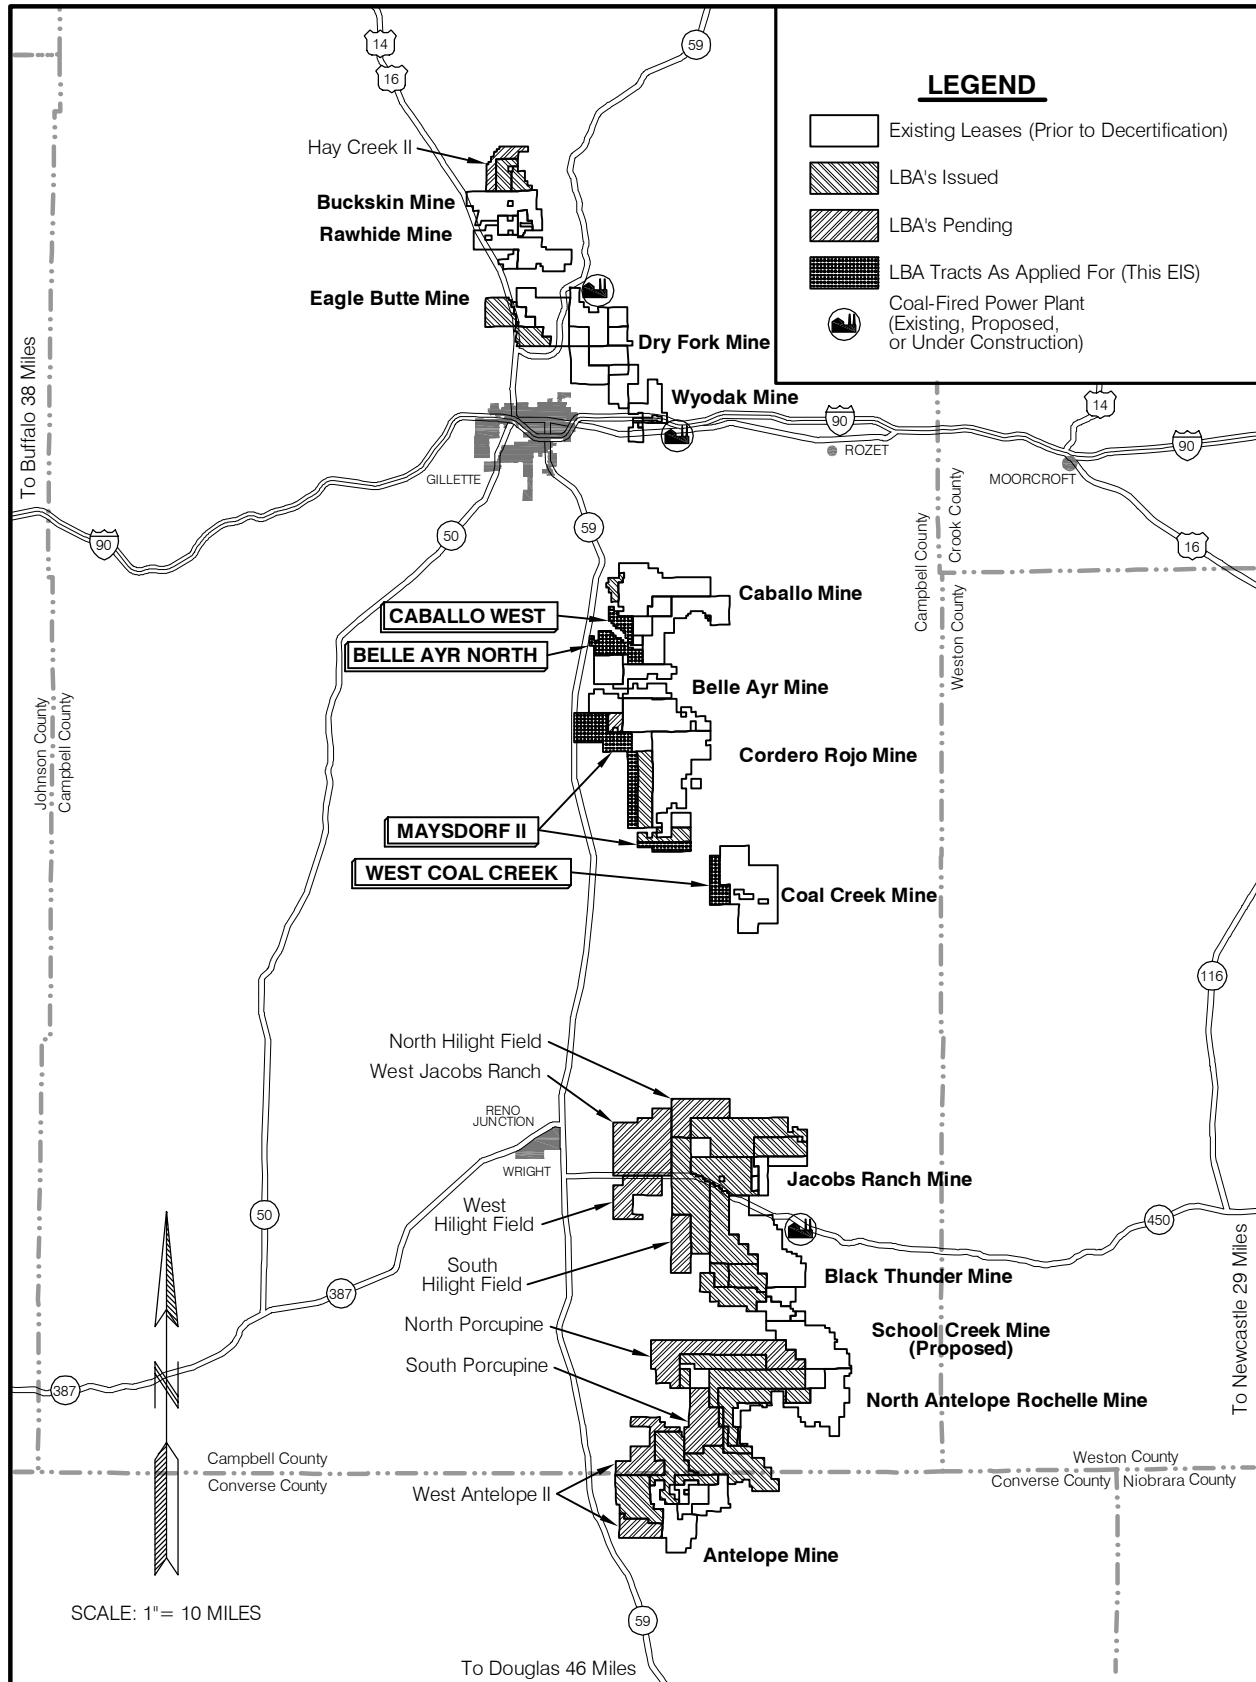 14
16
59
LEGEND
Existing Leases (Prior to Decertification)
LBA's Issued
LBA's Pending
LBA Tracts As Applied For (This EIS)
Coal-Fired Power Plant
(Existing, Proposed,
or Under Construction)
Hay Creek II
Buckskin Mine
Rawhide Mine
Eagle Butte Mine
Dry Fork Mine
Wyodak Mine
To Buffalo 38 Miles
14
90
90
ROZET
MOORCROFT
GILLETTE
50
59
90
16
Campbell County
Crook County
Weston County
Caballo Mine
CABALLO WEST
BELLE AYR NORTH
Belle Ayr Mine
Johnson County
Campbell County
Cordero Rojo Mine
MAYSDORF II
WEST COAL CREEK
Coal Creek Mine
116
North Hilight Field
West Jacobs Ranch
RENO
JUNCTION
WRIGHT
Jacobs Ranch Mine
West
Hilight Field
50
450
South
Hilight Field
Black Thunder Mine
387
North Porcupine
School Creek Mine
(Proposed)
South Porcupine
387
North Antelope Rochelle Mine
To Newcastle 29 Miles
Campbell County
Converse County
Weston County
Converse County
Niobrara County
West Antelope II
Antelope Mine
SCALE: 1"= 10 MILES
59
To Douglas 46 Miles